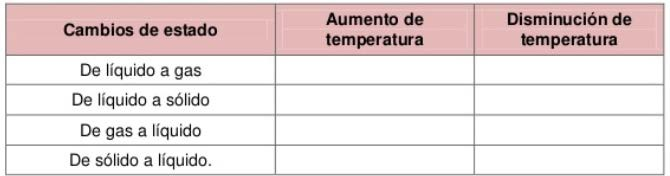 Cambios de estado
Aumento de
temperatura
Disminución de
temperatura
De líquido a gas
De líquido a sólido
De gas a líquido
De sólido a líquido.